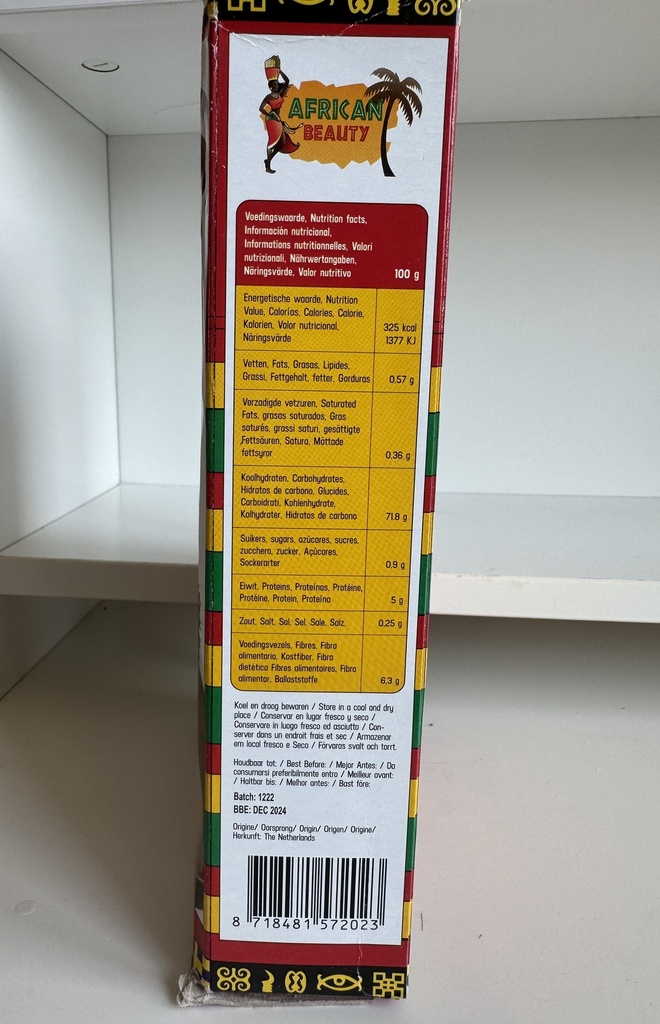 AFRICAN
BEAUTY
Voedingswaarde, Nutrition facts,
Información nutricional,
Informations nutritionnelles, Valori
nutrizionali, Nährwertangaben,
Näringsvärde, Valor nutritivo 100 g
Energetische waarde, Nutrition
Value, Calorías, Calories, Calorie,
Kalorien, Valor nutricional,
Näringsvärde
325 kcal
1377 KJ
Vetten, Fats, Grasas, Lipides,
Grassi, Fettgehalt, fetter, Gorduras 0.57 g
Verzadigde vetzuren, Saturated
Fats, grasas saturados, Gras
saturés, grassi saturi, gesättigte
Fettsäuren, Satura, Mättade
fettsyror 0.36 g
Koolhydraten, Carbohydrates,
Hidratos de carbono, Glucides,
Carboidrati, Kohlenhydrate,
Kolhydrater, Hidratos de carbono 71.8 g
Suikers, sugars, azúcares, sucres,
zucchero, zucker, Açúcares,
Sockerarter 0,9 g
Eiwit, Proteins, Proteínas, Protéine,
Protéine, Protein, Proteína 5 g
Zout, Salt, Sal, Sel, Sale, Salz, 0,25 g
Voedingsvezels, Fibres, Fibra
alimentaria, Kostfiber, Fibra
dietética Fibres alimentaires, Fibra
alimentar, Ballaststoffe 6,3 g
Koel en droog bewaren / Store in a cool and dry
place / Conservar en lugar fresco y seco /
Conservare in luogo fresco ed asciutto / Con-
server dans un endroit frais et sec / Armazenar
em local fresco e Seco / Förvaras svalt och torrt.
Houdbaar tot: / Best Before: / Mejor Antes: / Da
consumarsi preferibilmente entro / Meilleur avant:
/ Haltbar bis: / Melhor antes: / Bast före:
Batch: 1222
BBE: DEC 2024
Origine/ Oorsprong/ Origin/ Origen/ Origine/
Herkunft: The Netherlands
8 718481 572023